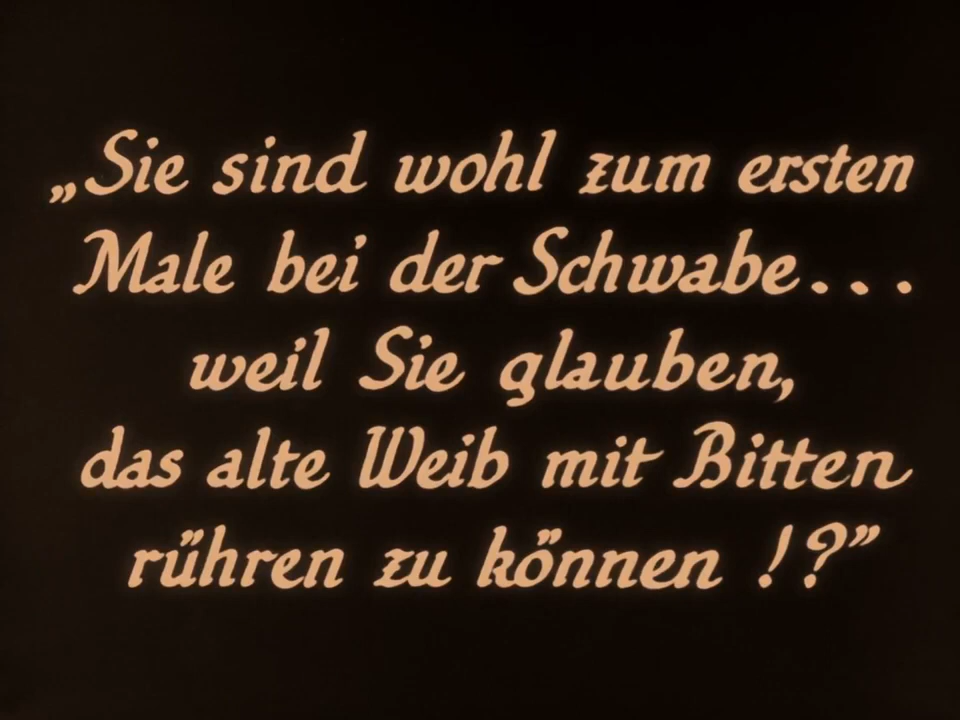 „Sie sind wohl zum ersten
Male bei der Schwabe...
weil Sie glauben,
das alte Weib mit Bitten
rühren zu können !?”